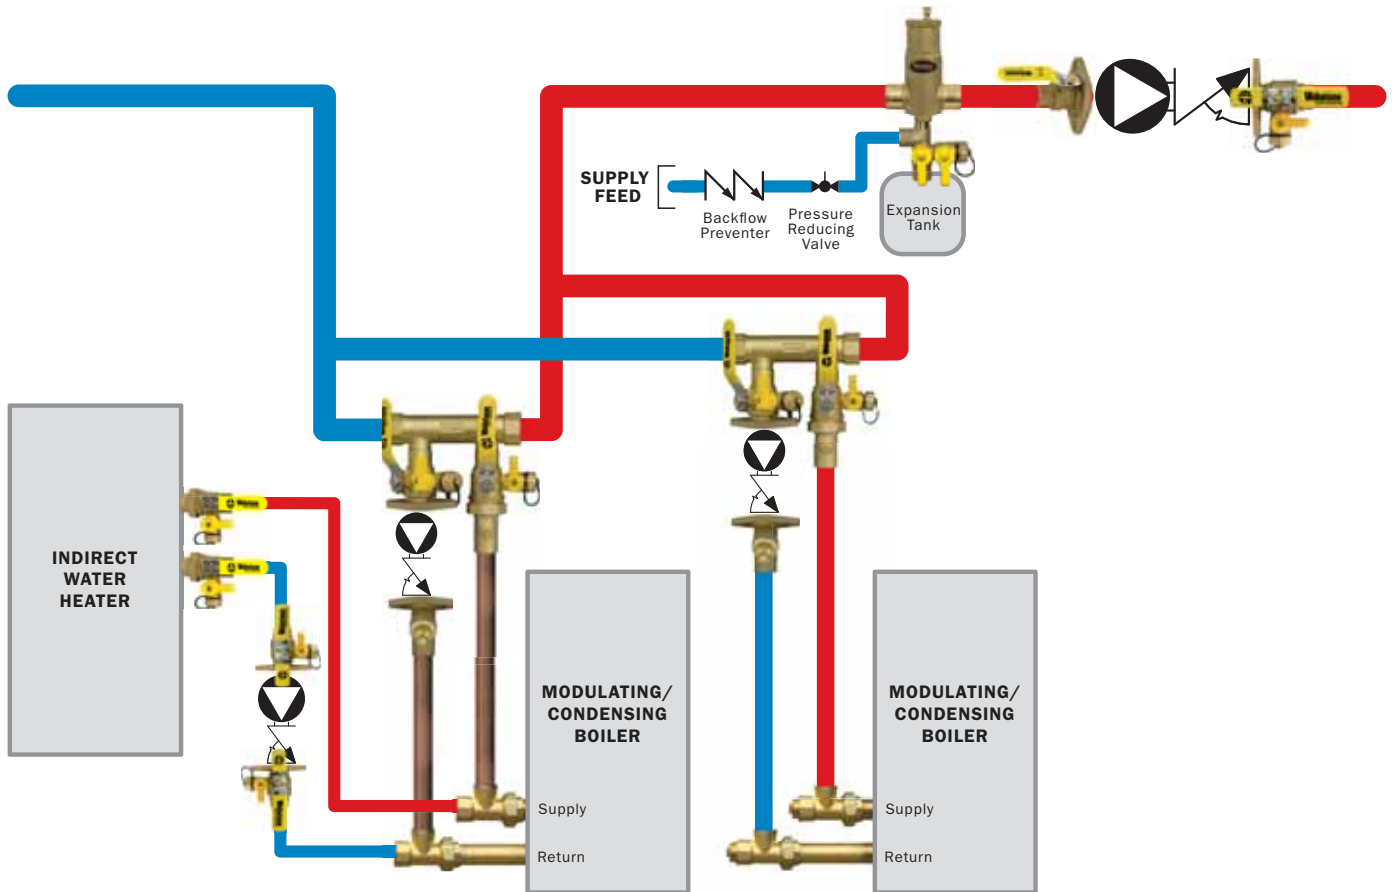 SUPPLY
FEED
Backflow
Preventer
Pressure
Reducing
Valve
Expansion
Tank
INDIRECT
WATER
HEATER
MODULATING/
CONDENSING
BOILER
Supply
Return
MODULATING/
CONDENSING
BOILER
Supply
Return